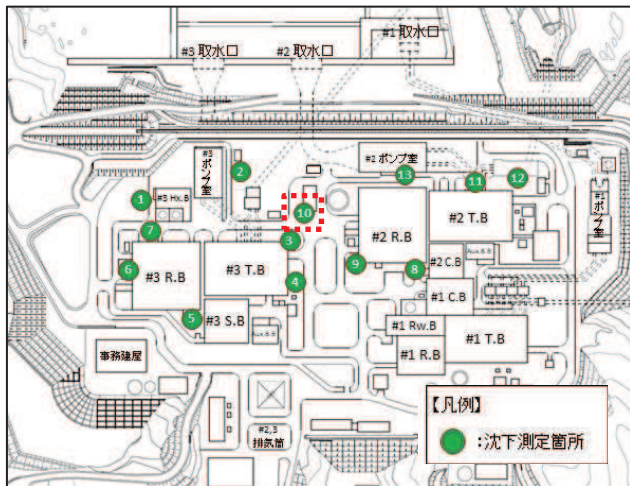 #1 取水口
#3 取水口
#2 取水口
#3 ポンプ室
#2 ポンプ室
#1 ポンプ室
1
2
3
4
5
6
7
8
9
10
11
12
13
#3 Hx.B
#2 R.B
#2 T.B
Aux.B.B
#2 C.B
#3 R.B
#3 T.B
#1 C.B
#3 S.B
Aux.B.B
#1 Rw.B
#1 R.B
#1 T.B
事務建屋
#2,3
排気筒
【凡例】
:沈下測定箇所